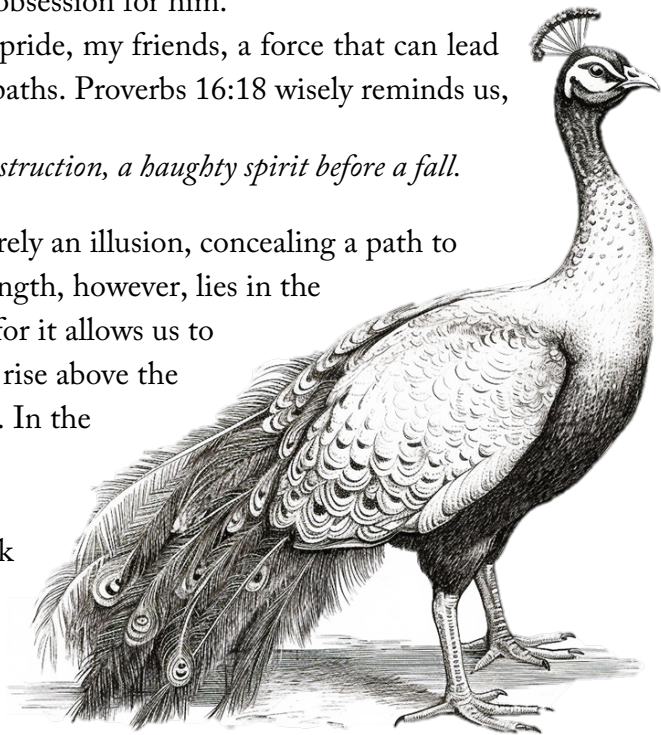 obsession for him.
pride, my friends, a force that can lead
paths. Proverbs 16:18 wisely reminds us,
struction, a haughty spirit before a fall.
rely an illusion, concealing a path to
ngth, however, lies in the
for it allows us to
rise above the
. In the
k